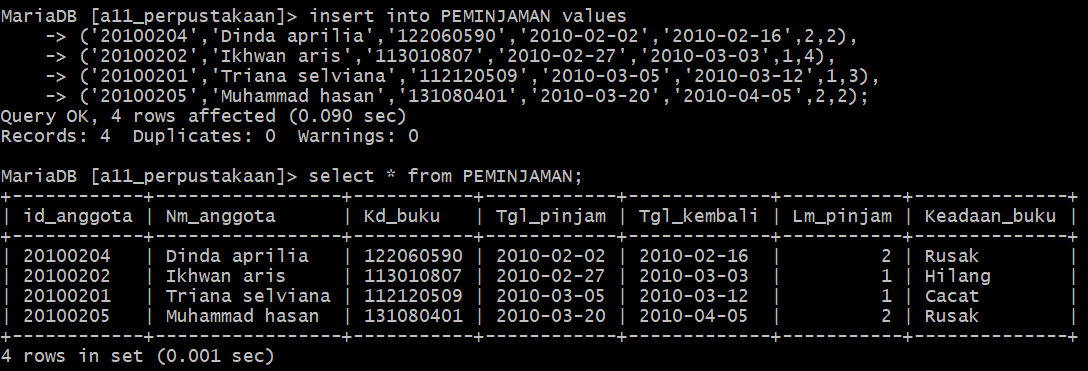 MariaDB [a11_perpustakaan]> insert into PEMINJAMAN values
    -> ('20100204','Dinda aprilia','122060590','2010-02-02','2010-02-16',2,2),
    -> ('20100202','Ikhwan aris','113010807','2010-02-27','2010-03-03',1,4),
    -> ('20100201','Triana selviana','112120509','2010-03-05','2010-03-12',1,3),
    -> ('20100205','Muhammad hasan','131080401','2010-03-20','2010-04-05',2,2);
Query OK, 4 rows affected (0.090 sec)
Records: 4  Duplicates: 0  Warnings: 0

MariaDB [a11_perpustakaan]> select * from PEMINJAMAN;
+------------+-----------------+-----------+------------+-------------+-----------+--------------+
| id_anggota | Nm_anggota      | Kd_buku   | Tgl_pinjam | Tgl_kembali | Lm_pinjam | Keadaan_buku |
+------------+-----------------+-----------+------------+-------------+-----------+--------------+
| 20100204   | Dinda aprilia   | 122060590 | 2010-02-02 | 2010-02-16  |         2 | Rusak        |
| 20100202   | Ikhwan aris     | 113010807 | 2010-02-27 | 2010-03-03  |         1 | Hilang       |
| 20100201   | Triana selviana | 112120509 | 2010-03-05 | 2010-03-12  |         1 | Cacat        |
| 20100205   | Muhammad hasan  | 131080401 | 2010-03-20 | 2010-04-05  |         2 | Rusak        |
+------------+-----------------+-----------+------------+-------------+-----------+--------------+
4 rows in set (0.001 sec)